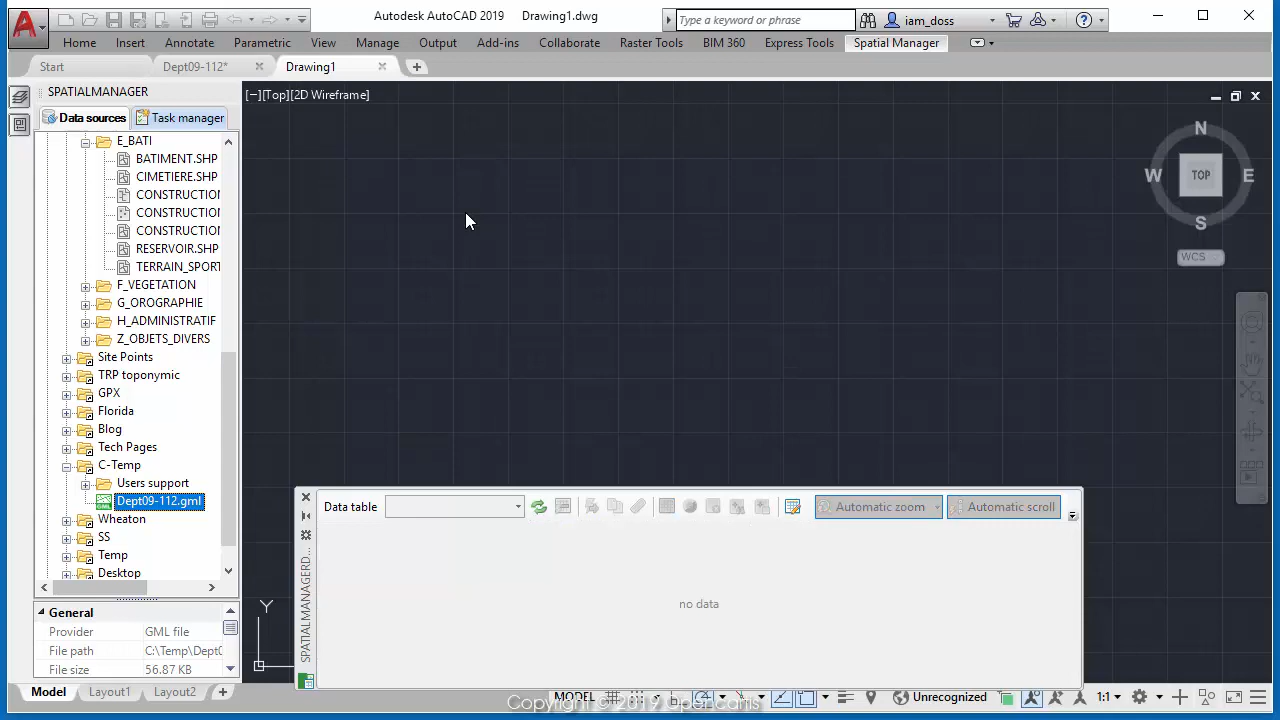 Autodesk AutoCAD 2019 Drawing1.dwg
Type a keyword or phrase
iam_doss
Home Insert Annotate Parametric View Manage Output Add-ins Collaborate Raster Tools BIM 360 Express Tools Spatial Manager
Start Dept09-112* Drawing1
SPATIALMANAGER
Data sources Task manager
[−][Top][2D Wireframe]
E_BATI
BATIMENT.SHP
CIMETIERE.SHP
CONSTRUCTION
CONSTRUCTION
CONSTRUCTION
RESERVOIR.SHP
TERRAIN_SPORT
F_VEGETATION
G_OROGRAPHIE
H_ADMINISTRATIF
Z_OBJETS_DIVERS
Site Points
TRP toponymic
GPX
Florida
Blog
Tech Pages
C-Temp
Users support
Dept09-112.gml
Wheaton
SS
Temp
Desktop
General
Provider GML file
File path C:\Temp\Dept0
File size 56.87 KB
N
W TOP E
S
WCS
Data table
Automatic zoom
Automatic scroll
SPATIALMANAGERD...
no data
Y
Model Layout1 Layout2
MODEL
Unrecognized
1:1
Copyright © 2019 Opencartis